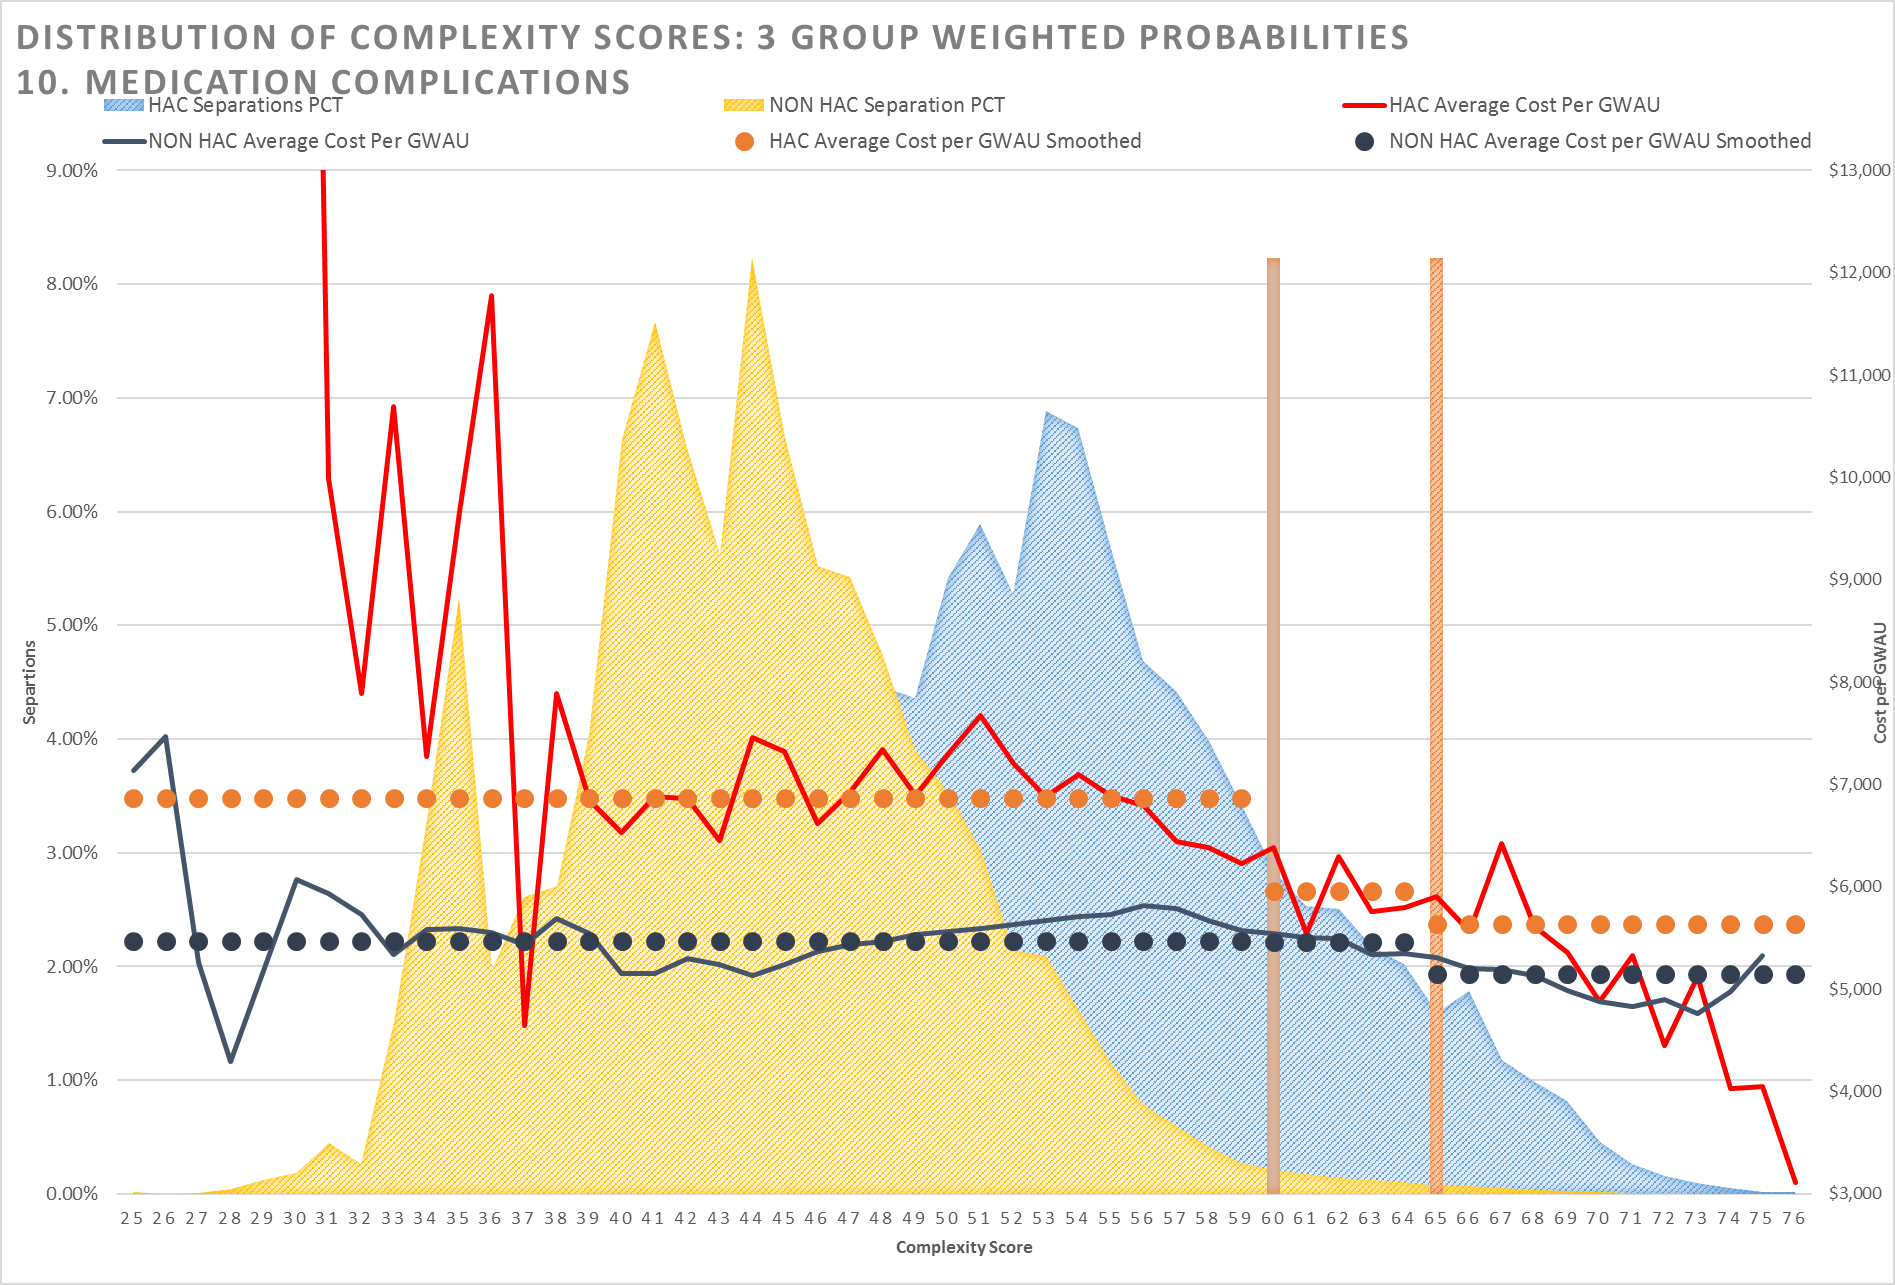 DISTRIBUTION OF COMPLEXITY SCORES: 3 GROUP WEIGHTED PROBABILITIES
10. MEDICATION COMPLICATIONS
HAC Separations PCT
NON HAC Separation PCT
HAC Average Cost Per GWAU
NON HAC Average Cost Per GWAU
HAC Average Cost per GWAU Smoothed
NON HAC Average Cost per GWAU Smoothed
9.00%
8.00%
7.00%
6.00%
5.00%
4.00%
3.00%
2.00%
1.00%
0.00%
Separtions
$13,000
$12,000
$11,000
$10,000
$9,000
$8,000
$7,000
$6,000
$5,000
$4,000
$3,000
Cost per GWAU
25 26 27 28 29 30 31 32 33 34 35 36 37 38 39 40 41 42 43 44 45 46 47 48 49 50 51 52 53 54 55 56 57 58 59 60 61 62 63 64 65 66 67 68 69 70 71 72 73 74 75 76
Complexity Score